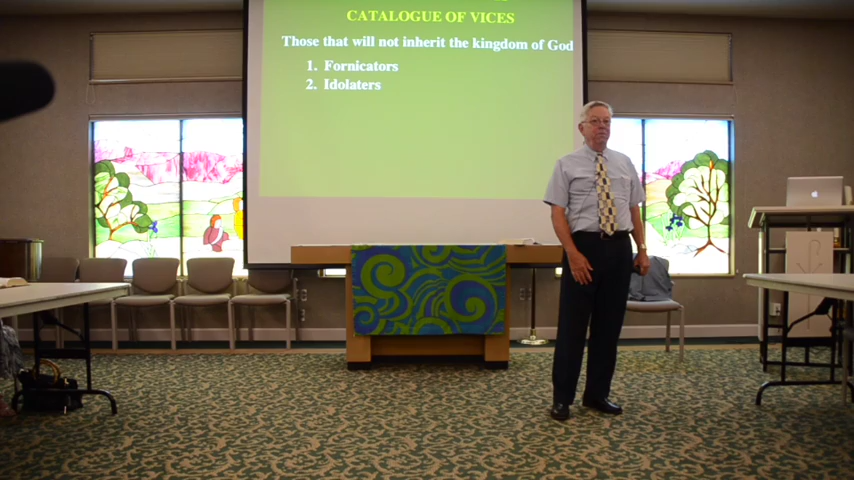 CATALOGUE OF VICES
Those that will not inherit the kingdom of God
1. Fornicators
2. Idolaters